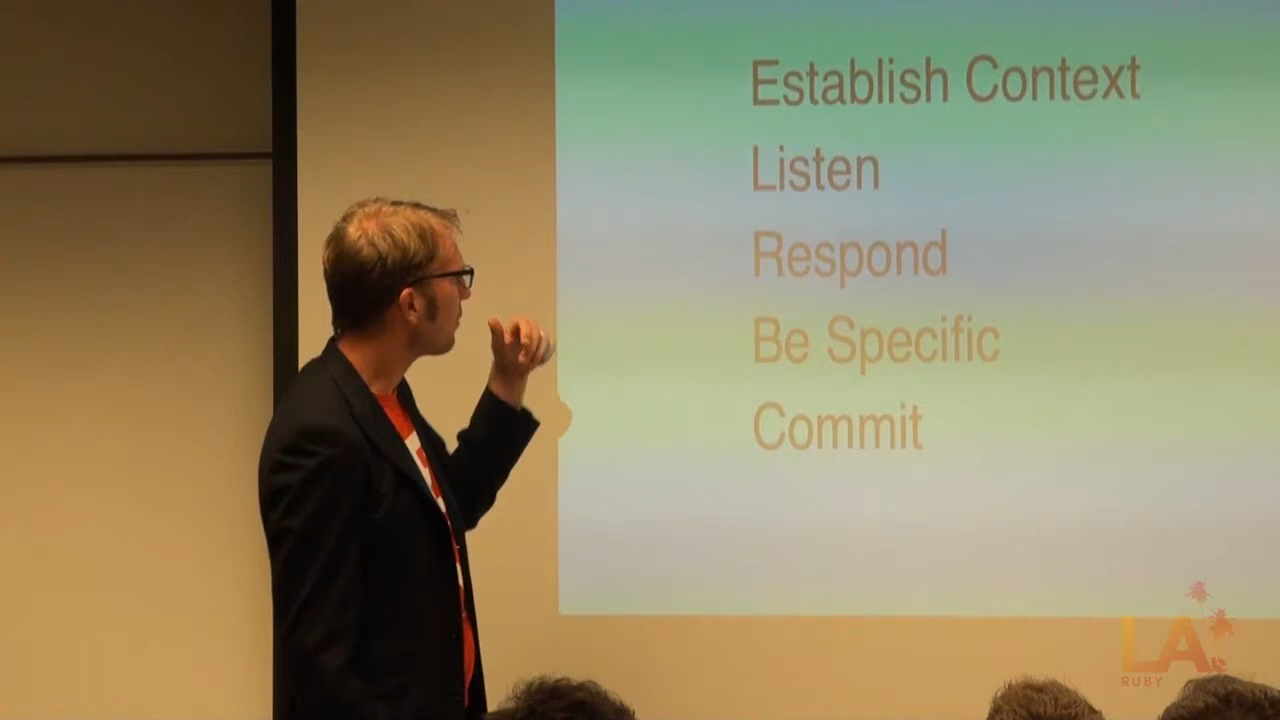 Establish Context
Listen
Respond
Be Specific
Commit
LA
RUBY